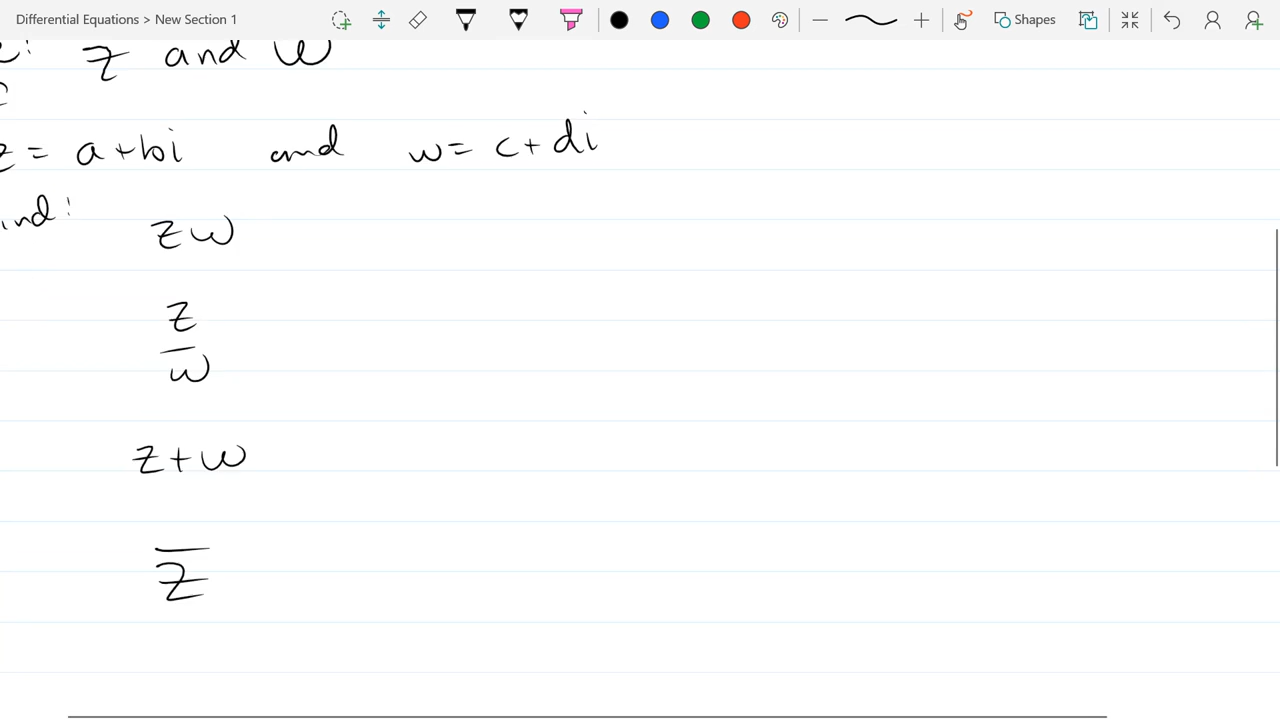 Differential Equations > New Section 1
Shapes
z and w
z = a+bi and w = c+di
zw
z
—
w
z+w
z̅